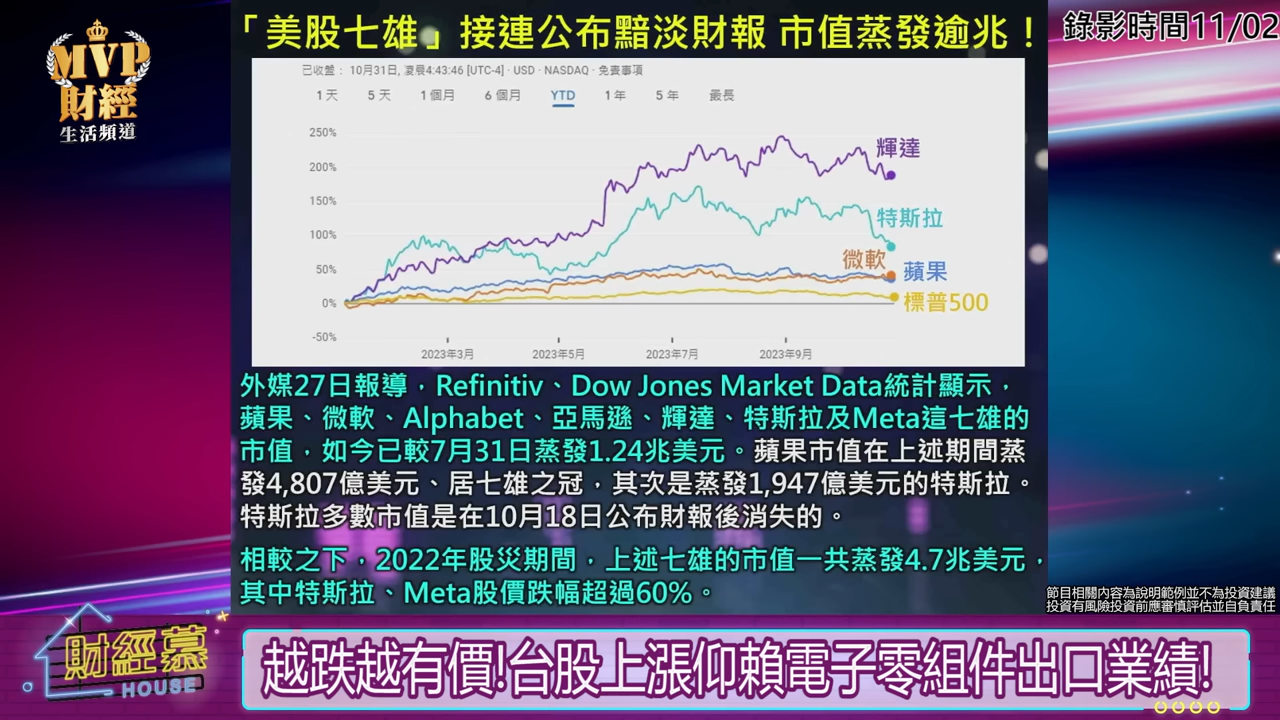 「美股七雄」接連公布黯淡財報 市值蒸發逾兆！
錄影時間11/02
MVP
財經
生活頻道
已收盤： 10月31日, 凌晨4:43:46 [UTC-4] · USD · NASDAQ · 免責事項
1 天 5 天 1 個月 6 個月 YTD 1 年 5 年 最長
250%
200%
150%
100%
50%
0%
-50%
輝達
特斯拉
微軟
蘋果
標普500
2023年3月 2023年5月 2023年7月 2023年9月
外媒27日報導，Refinitiv、Dow Jones Market Data統計顯示，
蘋果、微軟、Alphabet、亞馬遜、輝達、特斯拉及Meta這七雄的
市值，如今已較7月31日蒸發1.24兆美元。蘋果市值在上述期間蒸
發4,807億美元、居七雄之冠，其次是蒸發1,947億美元的特斯拉。
特斯拉多數市值是在10月18日公布財報後消失的。
相較之下，2022年股災期間，上述七雄的市值一共蒸發4.7兆美元，
其中特斯拉、Meta股價跌幅超過60%。
節目相關內容為說明範例並不為投資建議
投資有風險投資前應審慎評估並自負責任
財經慕
HOUSE
越跌越有價!台股上漲仰賴電子零組件出口業績!